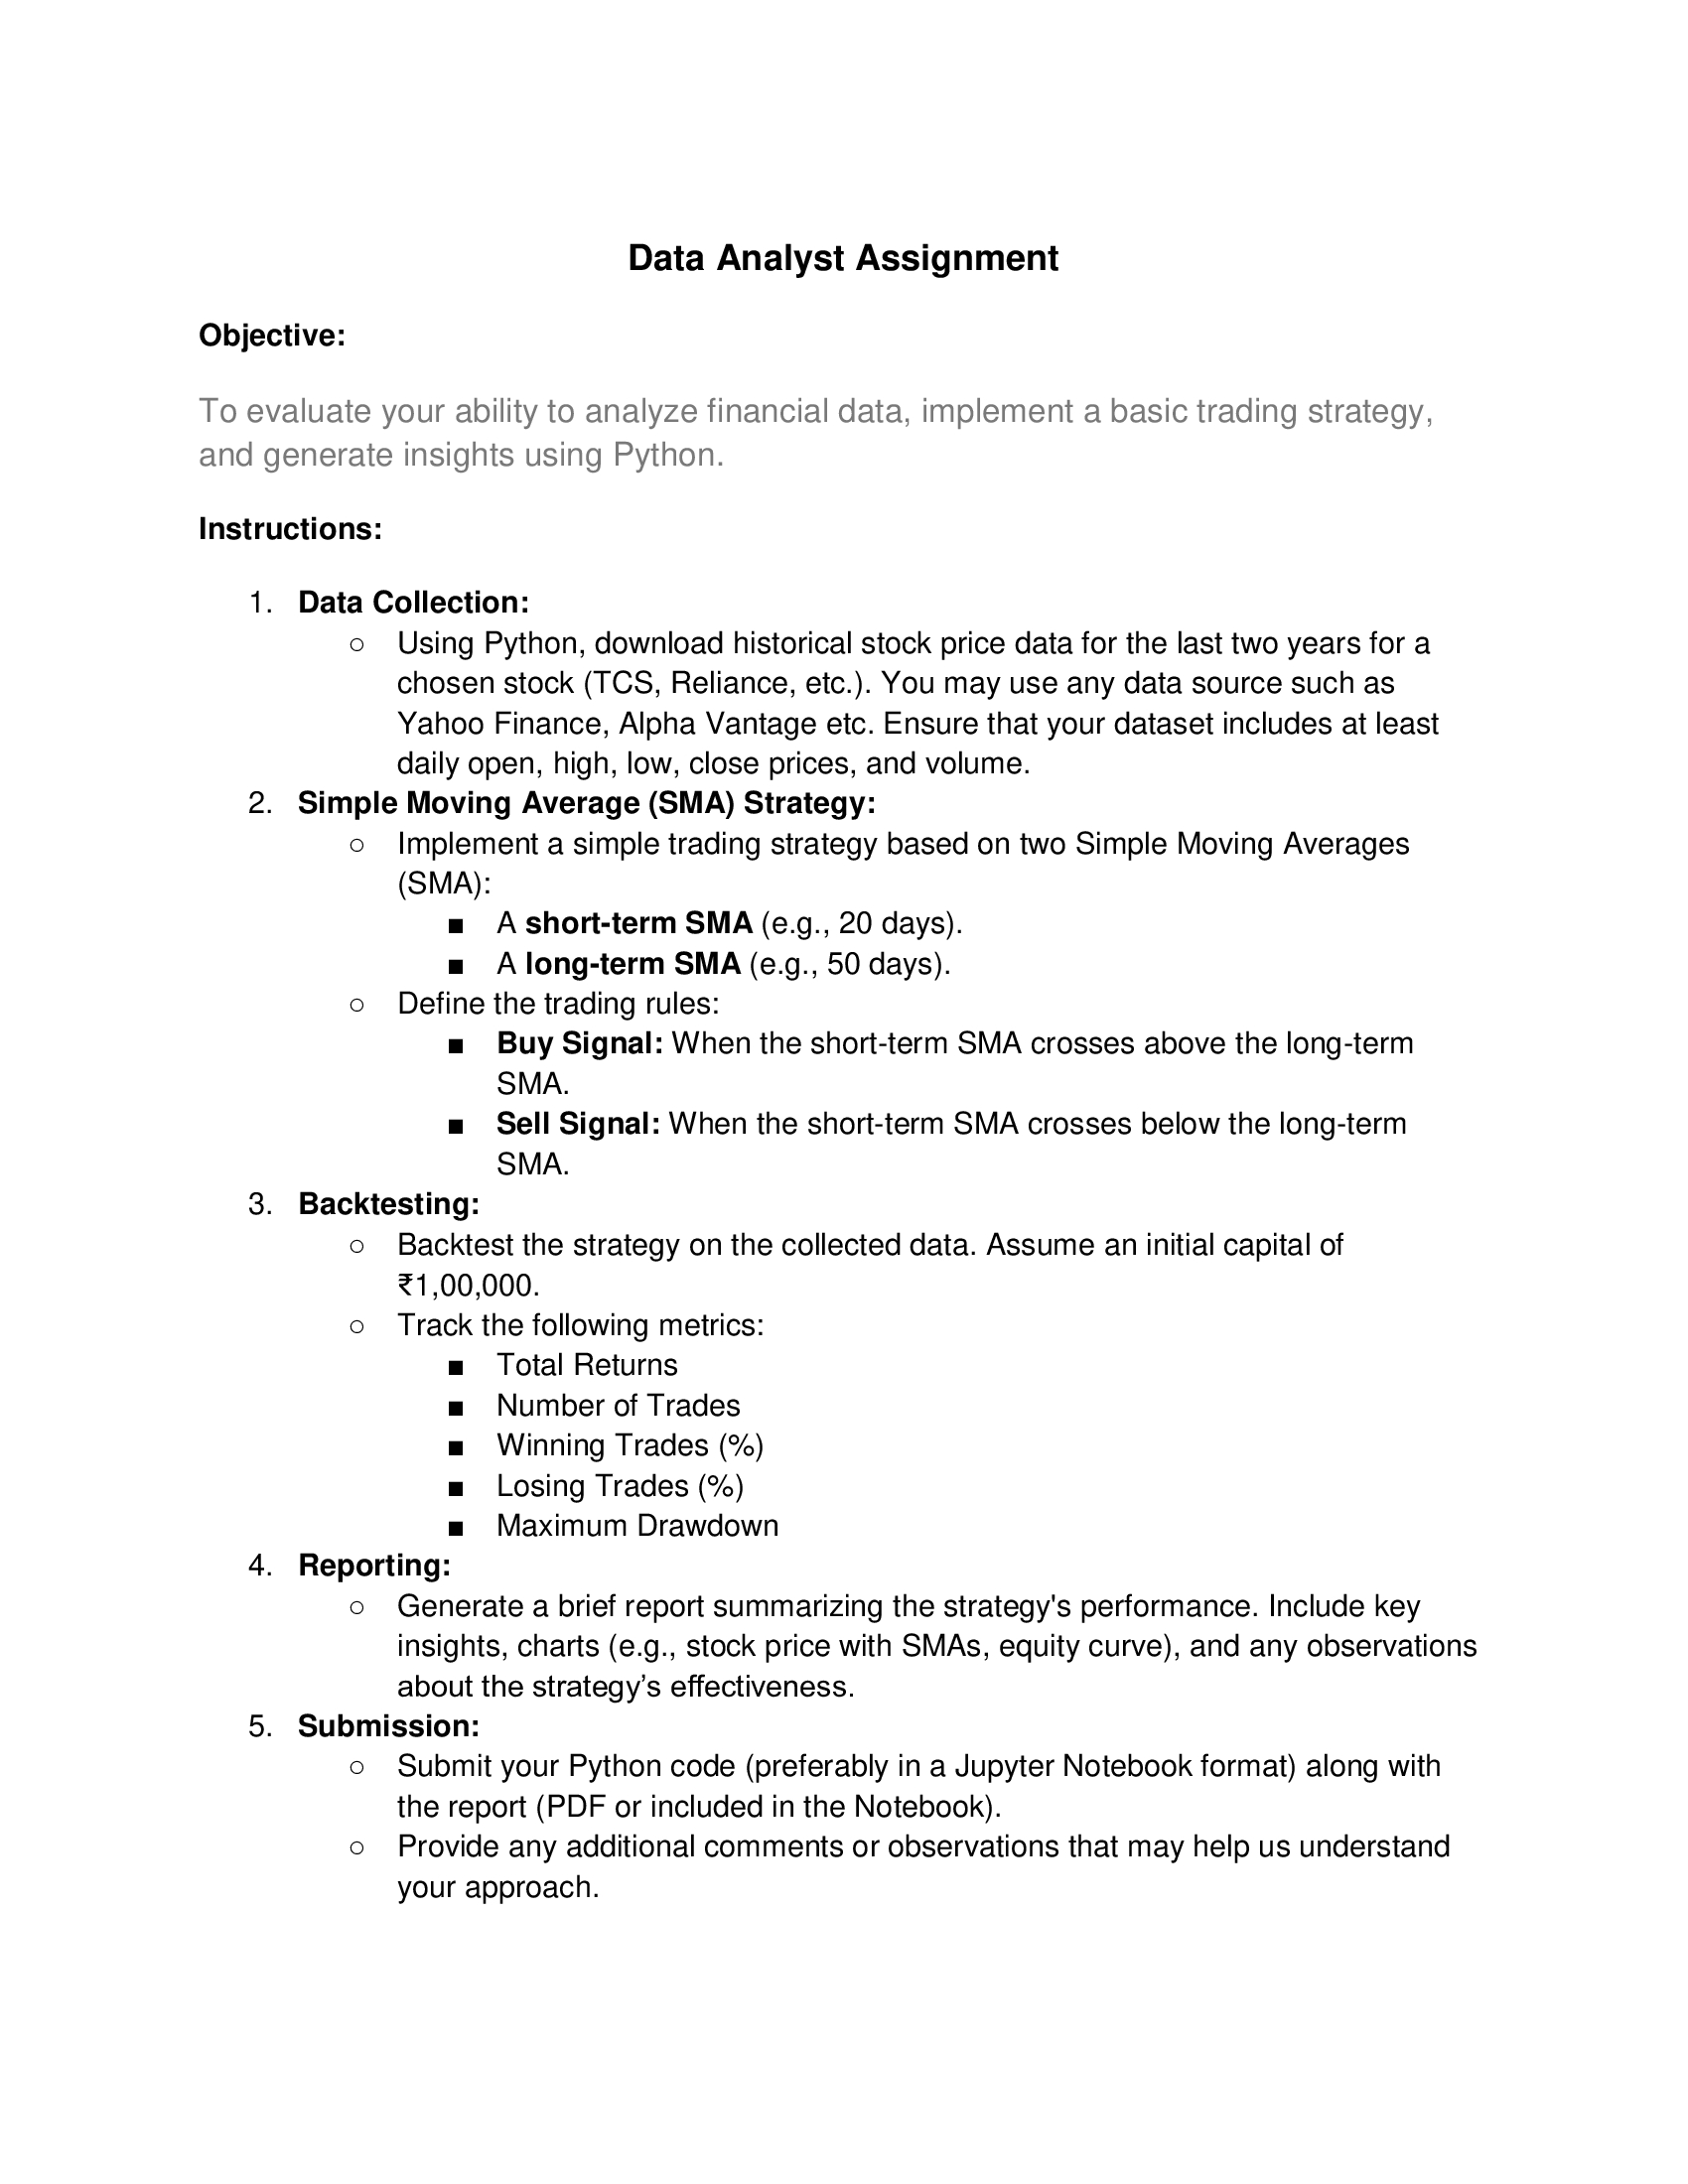 Data Analyst Assignment
Objective:
To evaluate your ability to analyze financial data, implement a basic trading strategy,
and generate insights using Python.
Instructions:
1. Data Collection:
○ Using Python, download historical stock price data for the last two years for a
chosen stock (TCS, Reliance, etc.). You may use any data source such as
Yahoo Finance, Alpha Vantage etc. Ensure that your dataset includes at least
daily open, high, low, close prices, and volume.
2. Simple Moving Average (SMA) Strategy:
○ Implement a simple trading strategy based on two Simple Moving Averages
(SMA):
■ A short-term SMA (e.g., 20 days).
■ A long-term SMA (e.g., 50 days).
○ Define the trading rules:
■ Buy Signal: When the short-term SMA crosses above the long-term
SMA.
■ Sell Signal: When the short-term SMA crosses below the long-term
SMA.
3. Backtesting:
○ Backtest the strategy on the collected data. Assume an initial capital of
₹1,00,000.
○ Track the following metrics:
■ Total Returns
■ Number of Trades
■ Winning Trades (%)
■ Losing Trades (%)
■ Maximum Drawdown
4. Reporting:
○ Generate a brief report summarizing the strategy's performance. Include key
insights, charts (e.g., stock price with SMAs, equity curve), and any observations
about the strategy’s effectiveness.
5. Submission:
○ Submit your Python code (preferably in a Jupyter Notebook format) along with
the report (PDF or included in the Notebook).
○ Provide any additional comments or observations that may help us understand
your approach.